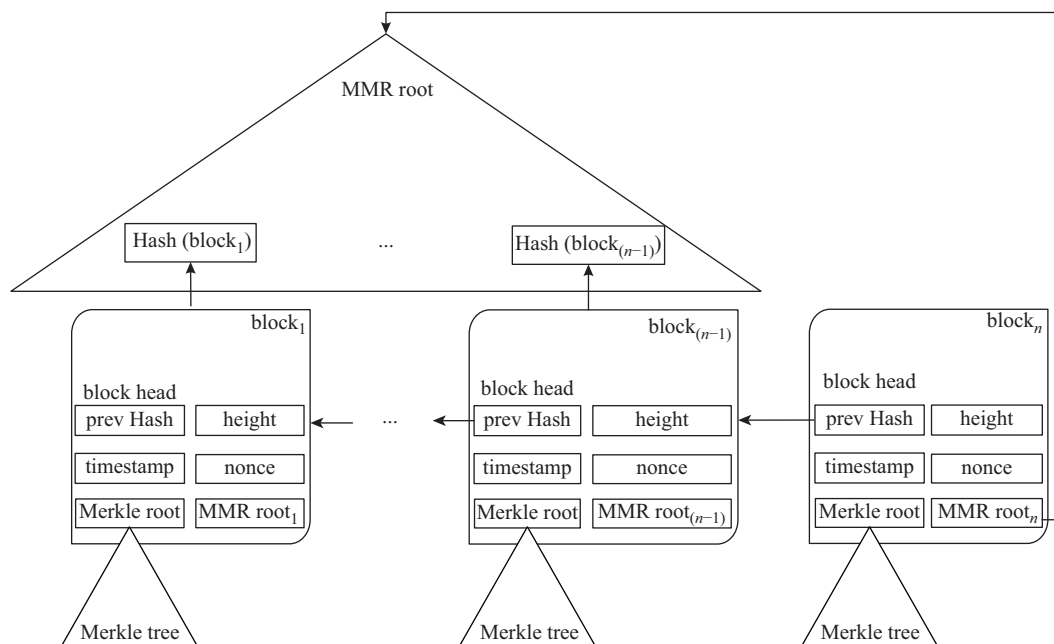 MMR root
Hash (block₁) ... Hash (block₍ₙ₋₁₎)
block₁
block head
prev Hash height
timestamp nonce
Merkle root MMR root₁
Merkle tree
...
block₍ₙ₋₁₎
block head
prev Hash height
timestamp nonce
Merkle root MMR root₍ₙ₋₁₎
Merkle tree
blockₙ
block head
prev Hash height
timestamp nonce
Merkle root MMR rootₙ
Merkle tree